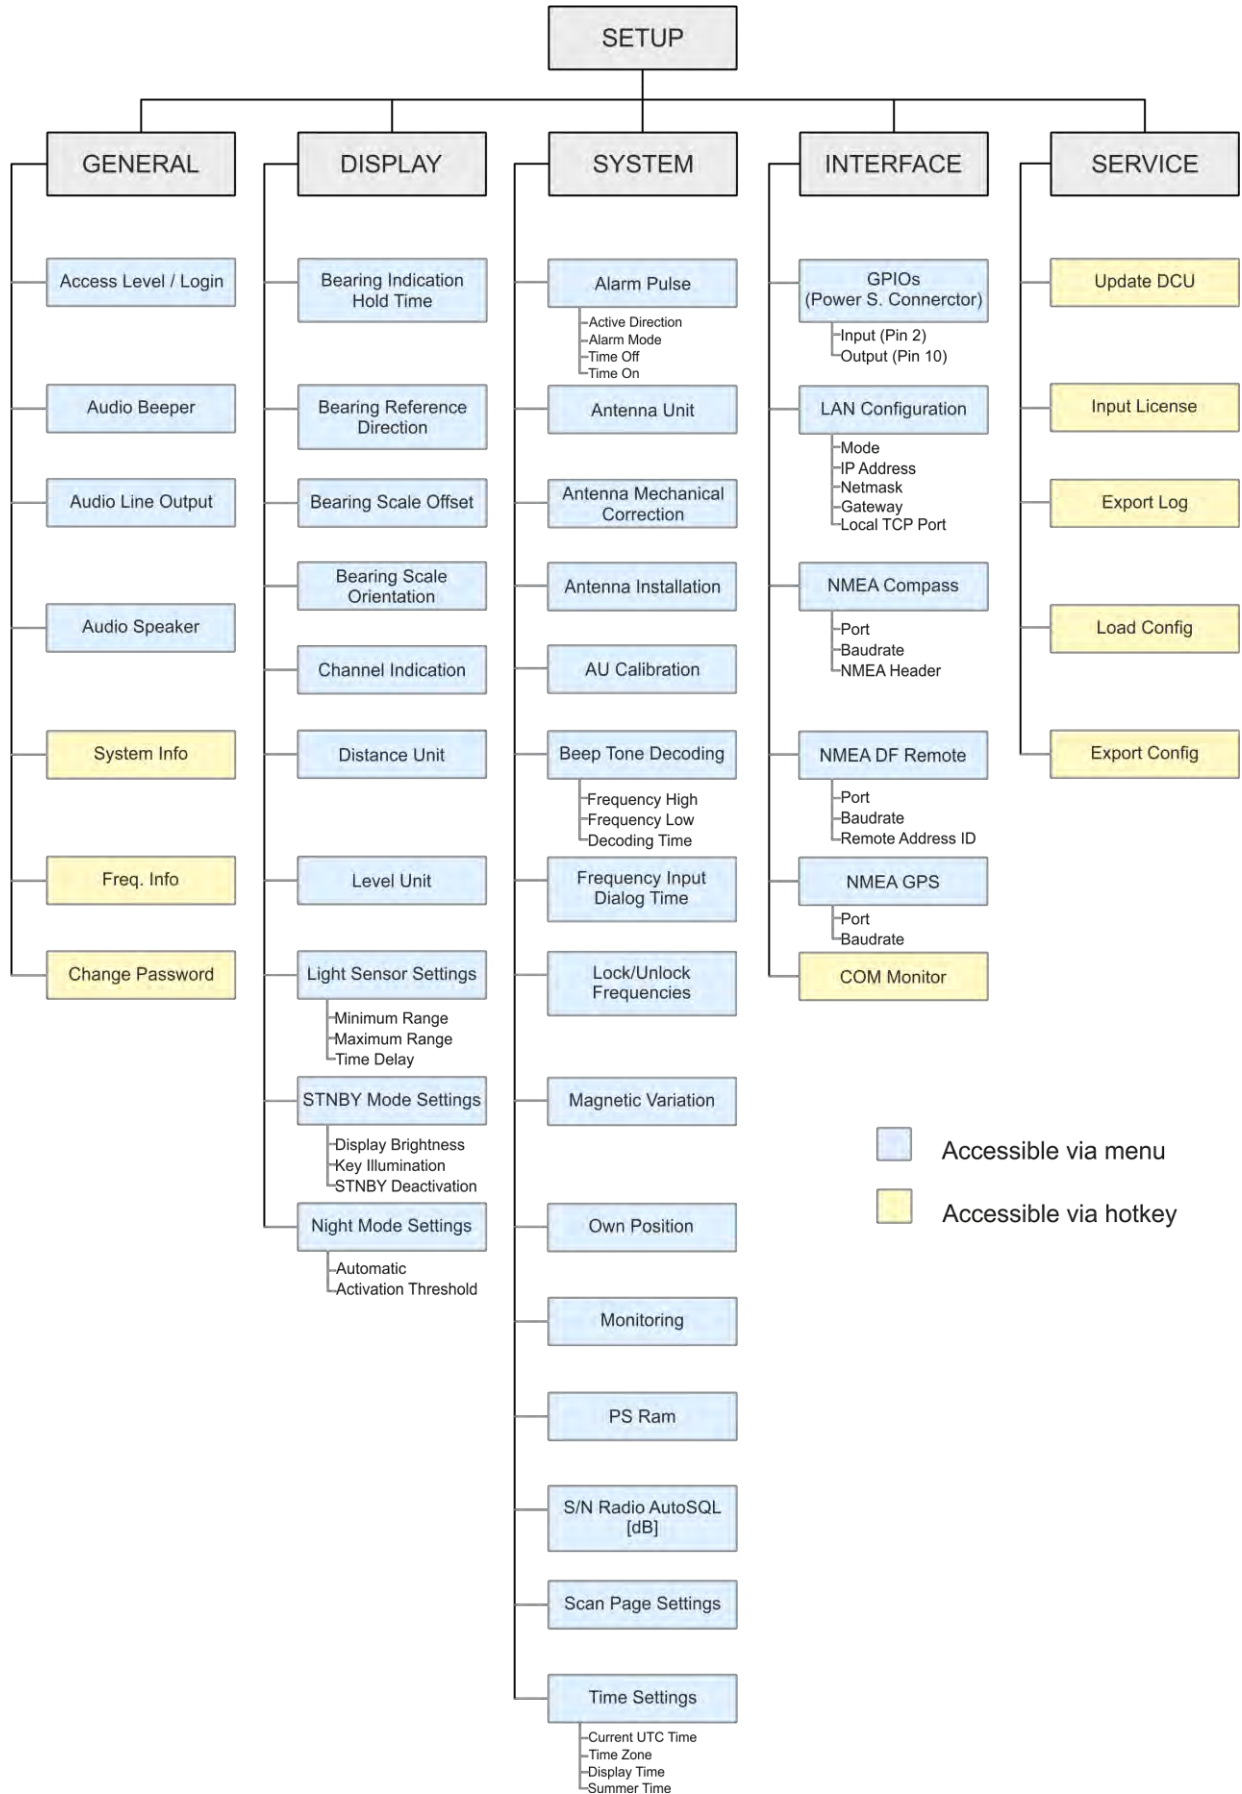 SETUP
GENERAL
DISPLAY
SYSTEM
INTERFACE
SERVICE
Access Level / Login
Audio Beeper
Audio Line Output
Audio Speaker
System Info
Freq. Info
Change Password
Bearing Indication
Hold Time
Bearing Reference
Direction
Bearing Scale Offset
Bearing Scale
Orientation
Channel Indication
Distance Unit
Level Unit
Light Sensor Settings
Minimum Range
Maximum Range
Time Delay
STNBY Mode Settings
Display Brightness
Key Illumination
STNBY Deactivation
Night Mode Settings
Automatic
Activation Threshold
Alarm Pulse
Active Direction
Alarm Mode
Time Off
Time On
Antenna Unit
Antenna Mechanical
Correction
Antenna Installation
AU Calibration
Beep Tone Decoding
Frequency High
Frequency Low
Decoding Time
Frequency Input
Dialog Time
Lock/Unlock
Frequencies
Magnetic Variation
Own Position
Monitoring
PS Ram
S/N Radio AutoSQL
[dB]
Scan Page Settings
Time Settings
Current UTC Time
Time Zone
Display Time
Summer Time
GPIOs
(Power S. Connerctor)
Input (Pin 2)
Output (Pin 10)
LAN Configuration
Mode
IP Address
Netmask
Gateway
Local TCP Port
NMEA Compass
Port
Baudrate
NMEA Header
NMEA DF Remote
Port
Baudrate
Remote Address ID
NMEA GPS
Port
Baudrate
COM Monitor
Update DCU
Input License
Export Log
Load Config
Export Config
Accessible via menu
Accessible via hotkey